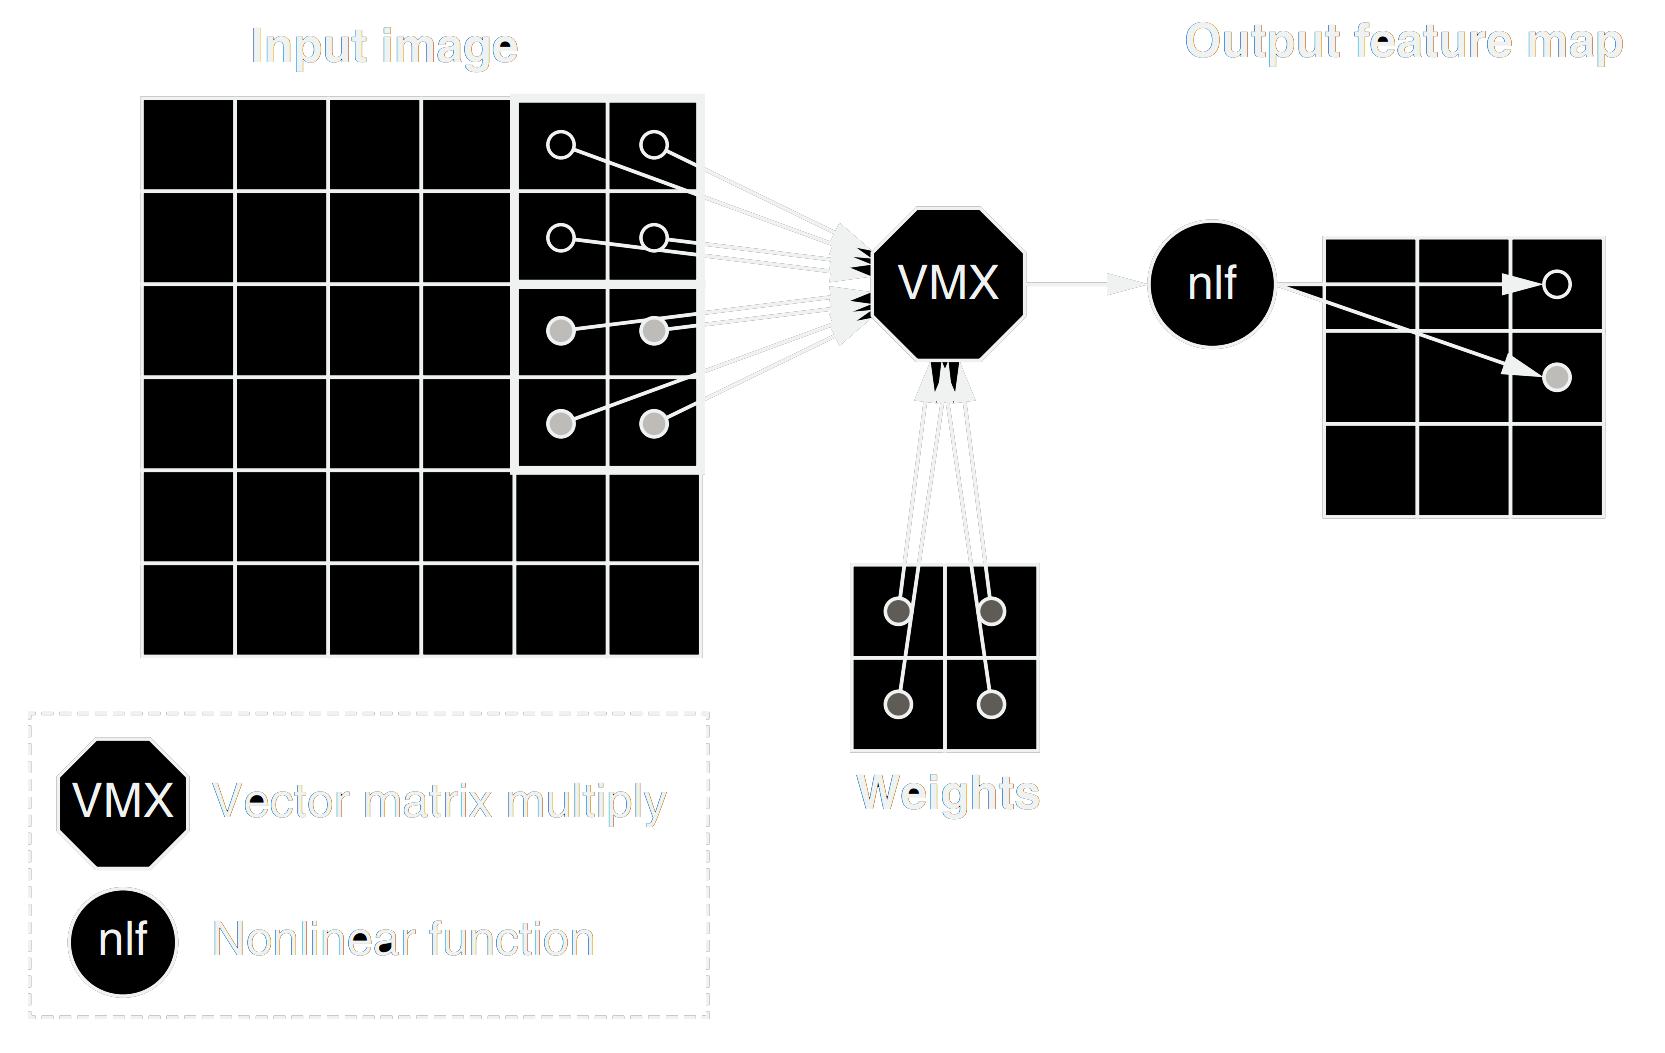 Input image
Output feature map
VMX
nlf
Weights
VMX Vector matrix multiply
nlf Nonlinear function